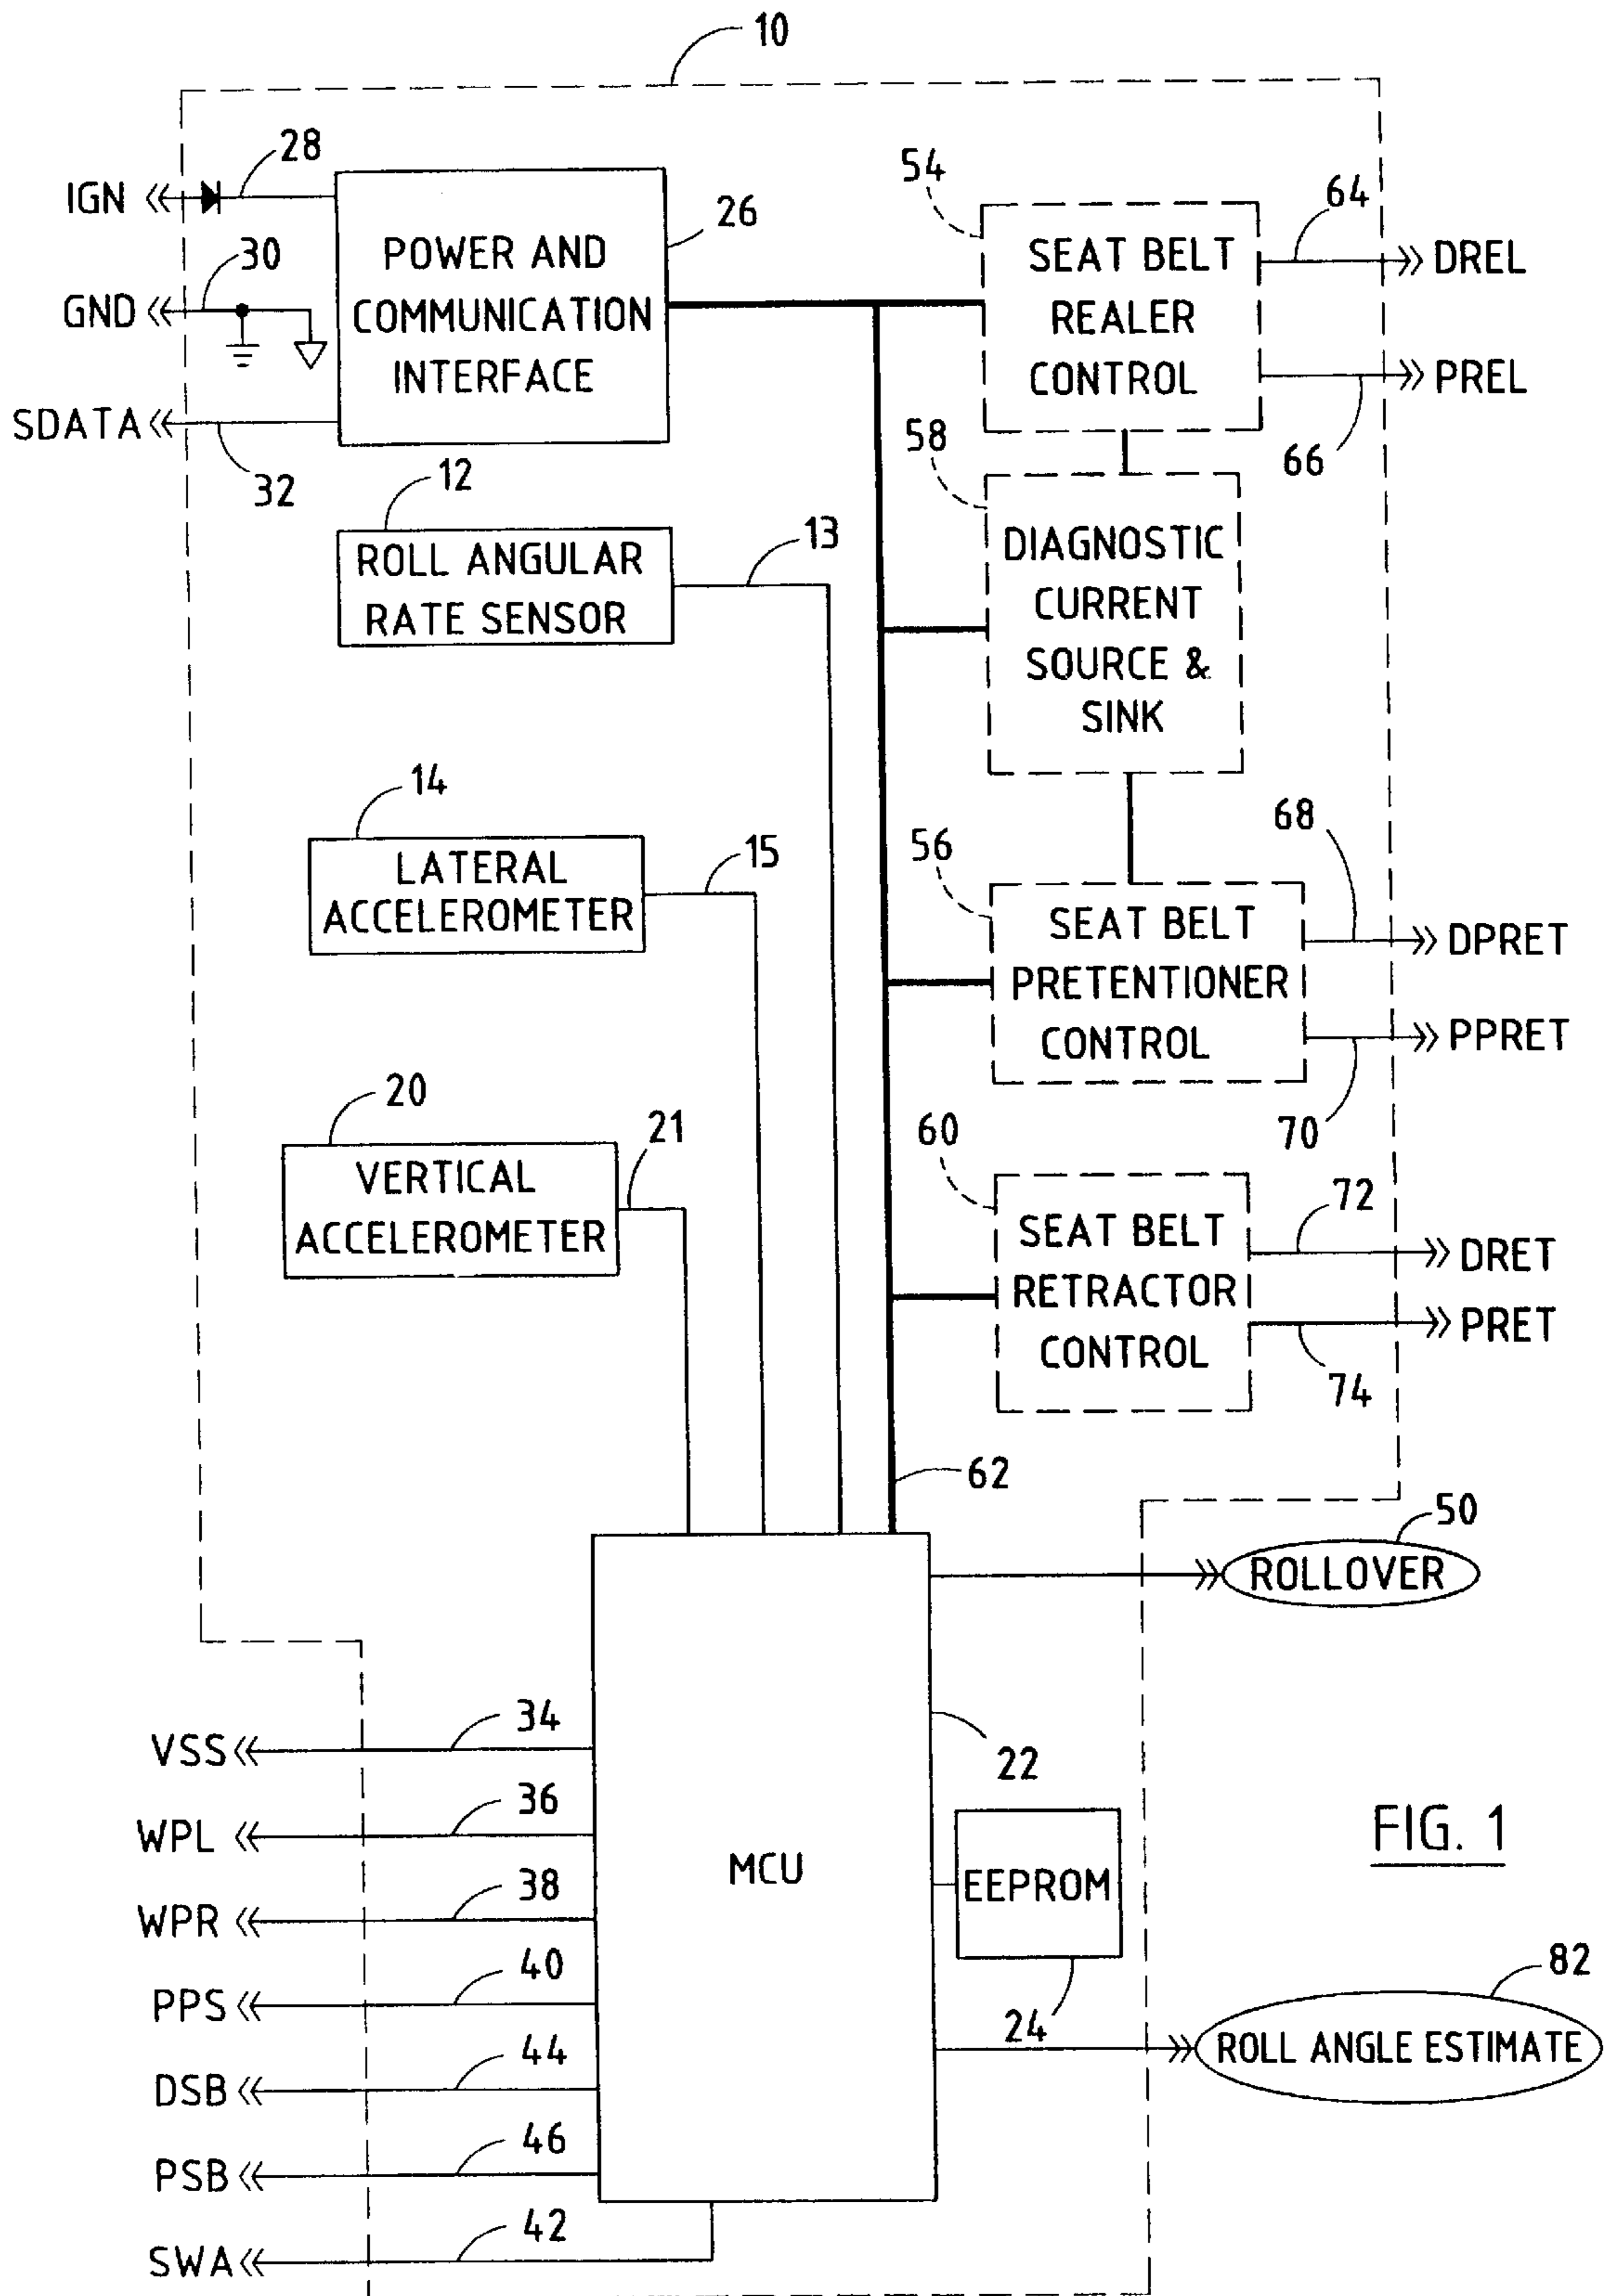 10
IGN
28
GND
30
SDATA
32
POWER AND
COMMUNICATION
INTERFACE
26
54
SEAT BELT
REALER
CONTROL
64
DREL
PREL
66
12
ROLL ANGULAR
RATE SENSOR
13
58
DIAGNOSTIC
CURRENT
SOURCE &
SINK
14
LATERAL
ACCELEROMETER
15
56
SEAT BELT
PRETENTIONER
CONTROL
68
DPRET
PPRET
70
20
VERTICAL
ACCELEROMETER
21
60
SEAT BELT
RETRACTOR
CONTROL
72
DRET
PRET
74
62
50
ROLLOVER
VSS
34
WPL
36
WPR
38
PPS
40
DSB
44
PSB
46
SWA
42
MCU
22
EEPROM
24
FIG. 1
82
ROLL ANGLE ESTIMATE